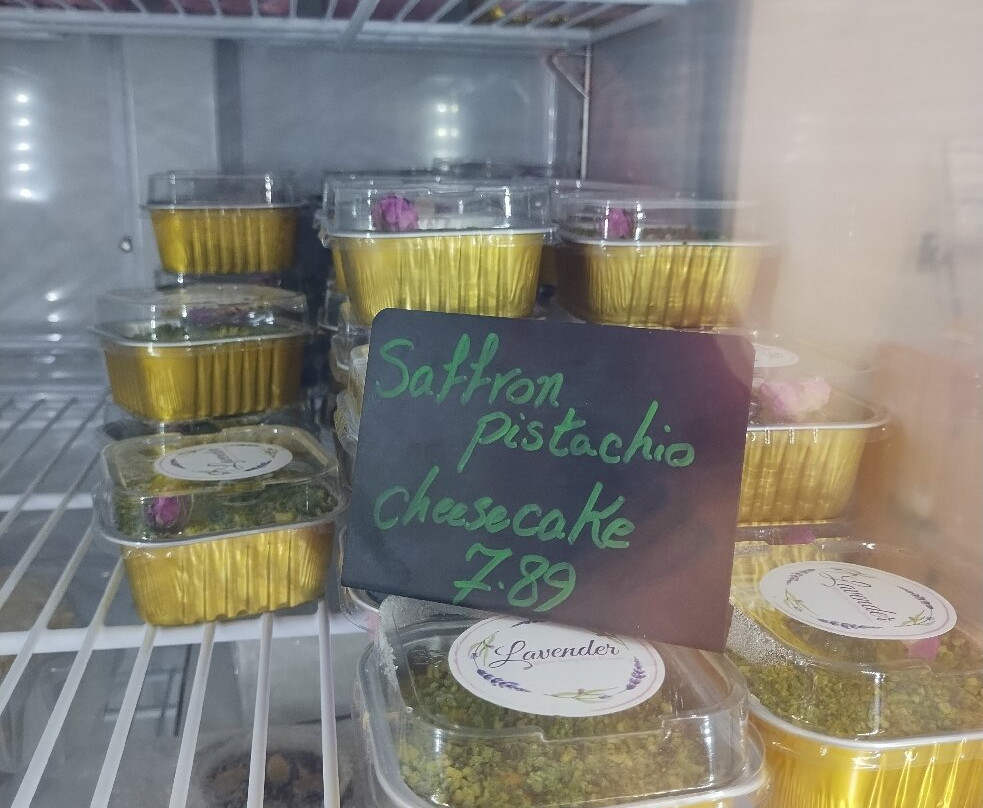 Saffron
pistachio
cheesecake
7.89
Lavender
Lavender